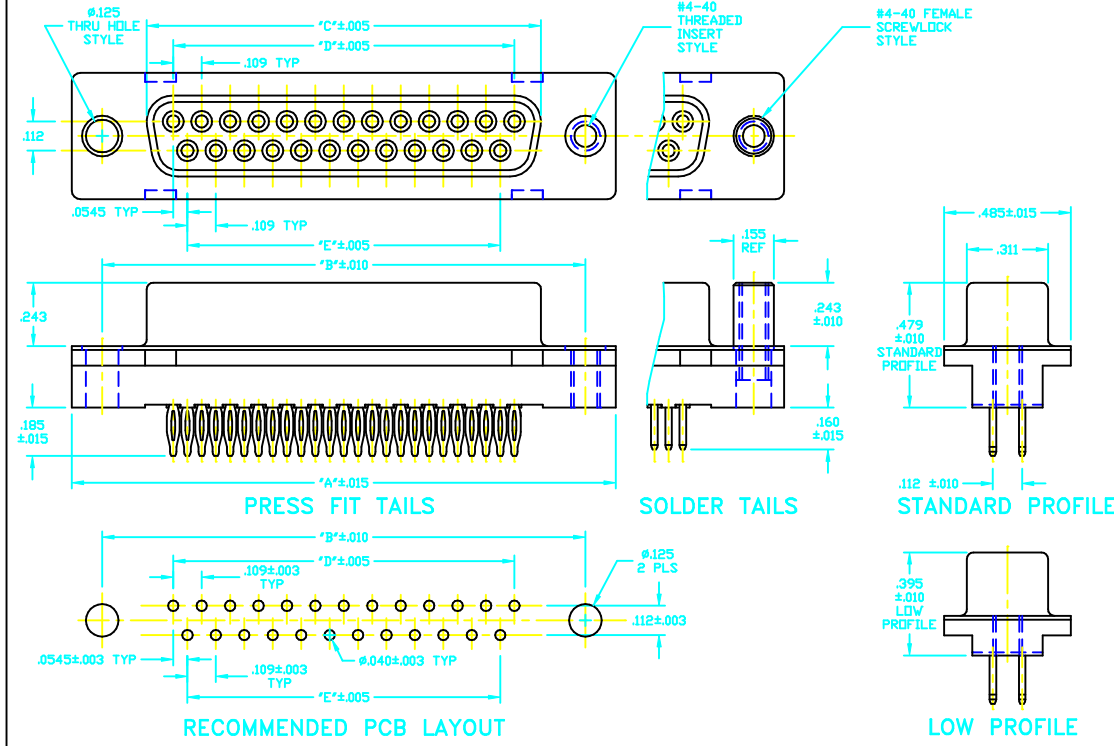 ø.125
THRU HOLE
STYLE
"C"±.005
"D"±.005
.109 TYP
#4-40
THREADED
INSERT
STYLE
#4-40 FEMALE
SCREWLOCK
STYLE
.112
.0545 TYP
.109 TYP
"E"±.005
"B"±.010
.155
REF
.485±.015
.311
.243
.243
±.010
.479
±.010
STANDARD
PROFILE
.185
±.015
.160
±.015
"A"±.015
.112 ±.010
PRESS FIT TAILS
SOLDER TAILS
STANDARD PROFILE
"B"±.010
"D"±.005
.109±.003
TYP
ø.125
2 PLS
.112±.003
.395
±.010
LOW
PROFILE
.0545±.003 TYP
.109±.003
TYP
ø.040±.003 TYP
"E"±.005
RECOMMENDED PCB LAYOUT
LOW PROFILE